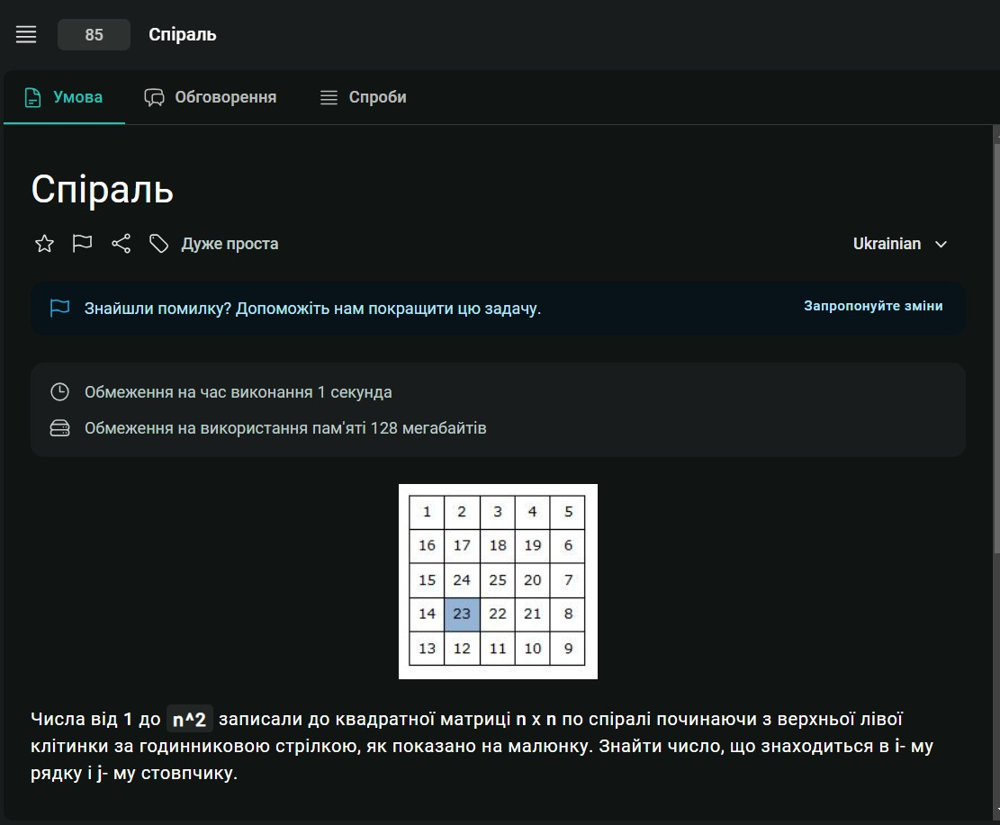 85 Спіраль
Умова Обговорення Спроби
Спіраль
Дуже проста Ukrainian
Знайшли помилку? Допоможіть нам покращити цю задачу. Запропонуйте зміни
Обмеження на час виконання 1 секунда
Обмеження на використання пам'яті 128 мегабайтів
1 2 3 4 5
16 17 18 19 6
15 24 25 20 7
14 23 22 21 8
13 12 11 10 9
Числа від 1 до n^2 записали до квадратної матриці n x n по спіралі починаючи з верхньої лівої
клітинки за годинниковою стрілкою, як показано на малюнку. Знайти число, що знаходиться в i- му
рядку і j- му стовпчику.